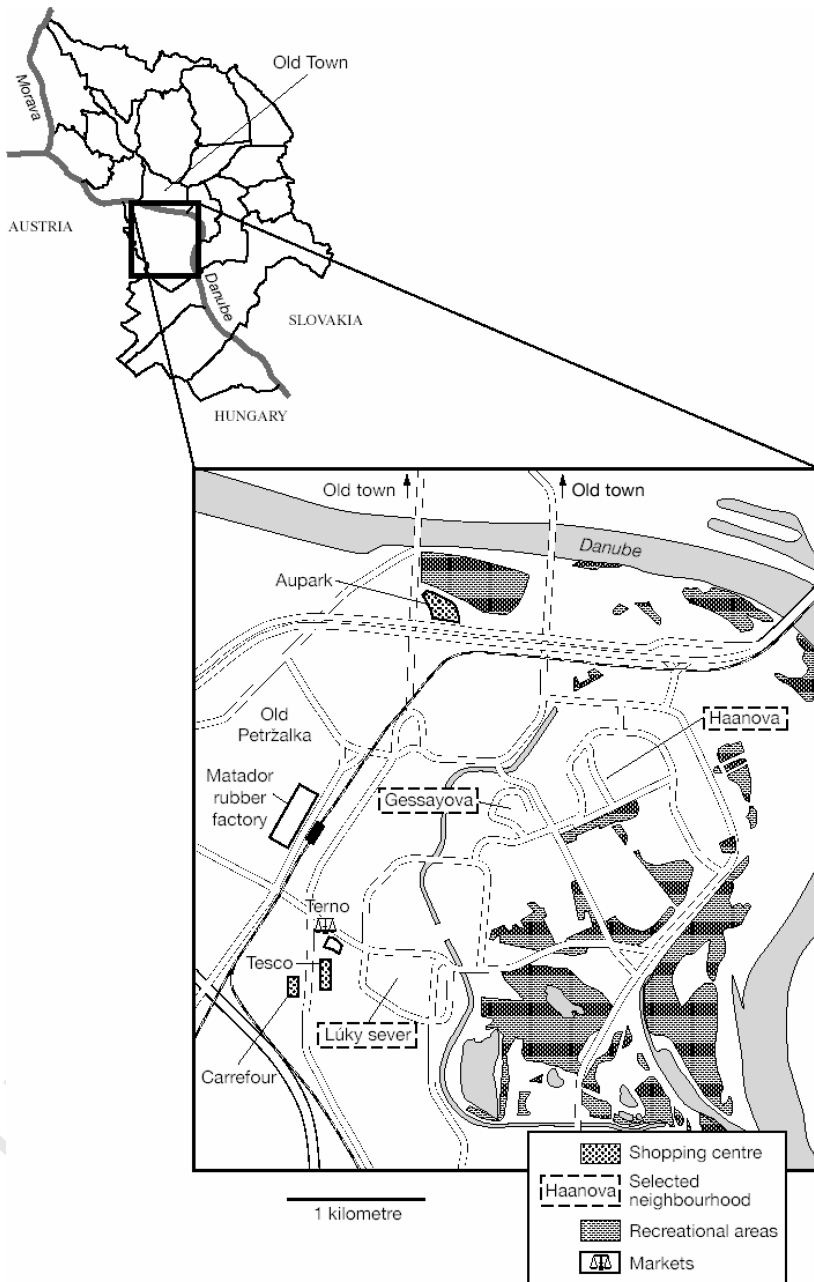 Old Town
Morava
AUSTRIA
Danube
SLOVAKIA
HUNGARY
Old town
Old town
Danube
Aupark
Old
Petržalka
Haanova
Matador
rubber
factory
Gessayova
Terno
Tesco
Lúky sever
Carrefour
Shopping centre
Haanova
Selected
neighbourhood
Recreational areas
Markets
1 kilometre